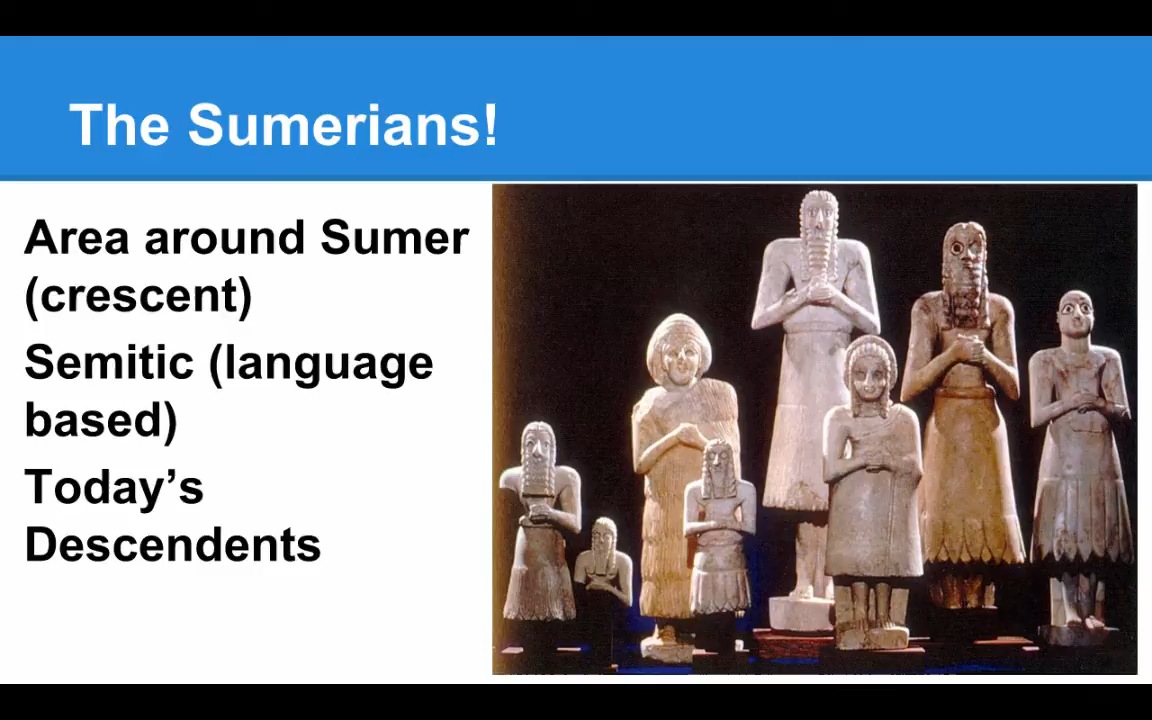 The Sumerians!
Area around Sumer
(crescent)
Semitic (language
based)
Today’s
Descendents